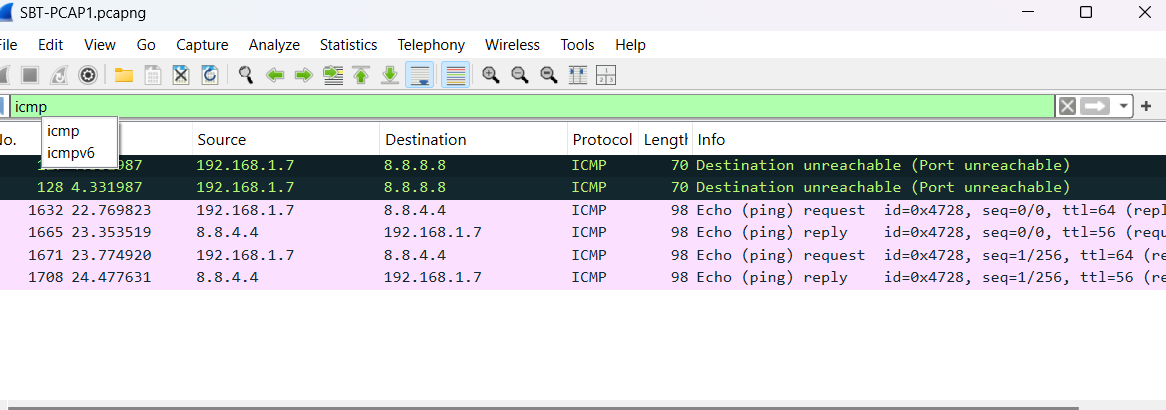 SBT-PCAP1.pcapng
File Edit View Go Capture Analyze Statistics Telephony Wireless Tools Help
icmp
icmp
icmpv6
No. Source Destination Protocol Length Info
192.168.1.7 8.8.8.8 ICMP 70 Destination unreachable (Port unreachable)
128 4.331987 192.168.1.7 8.8.8.8 ICMP 70 Destination unreachable (Port unreachable)
1632 22.769823 192.168.1.7 8.8.4.4 ICMP 98 Echo (ping) request id=0x4728, seq=0/0, ttl=64 (repl
1665 23.353519 8.8.4.4 192.168.1.7 ICMP 98 Echo (ping) reply id=0x4728, seq=0/0, ttl=56 (requ
1671 23.774920 192.168.1.7 8.8.4.4 ICMP 98 Echo (ping) request id=0x4728, seq=1/256, ttl=64 (re
1708 24.477631 8.8.4.4 192.168.1.7 ICMP 98 Echo (ping) reply id=0x4728, seq=1/256, ttl=56 (re